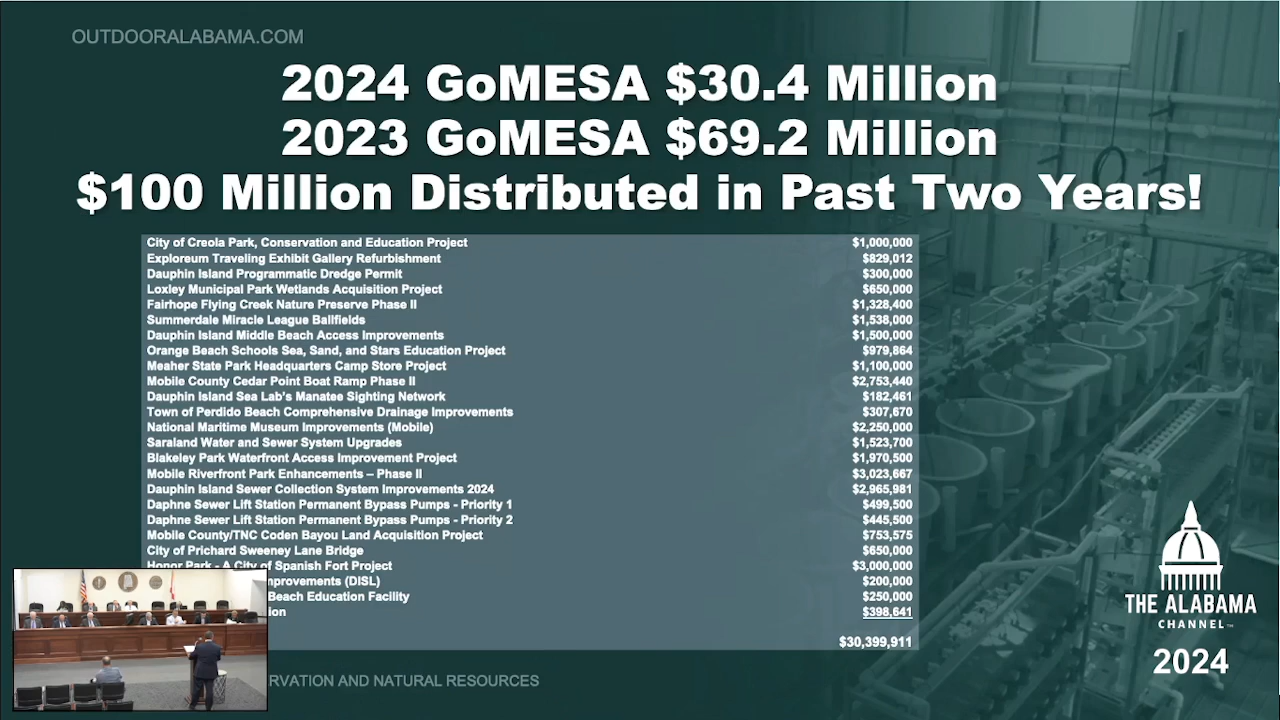 OUTDOORALABAMA.COM
2024 GoMESA $30.4 Million
2023 GoMESA $69.2 Million
$100 Million Distributed in Past Two Years!
City of Creola Park, Conservation and Education Project $1,000,000
Exploreum Traveling Exhibit Gallery Refurbishment $829,012
Dauphin Island Programmatic Dredge Permit $300,000
Loxley Municipal Park Wetlands Acquisition Project $650,000
Fairhope Flying Creek Nature Preserve Phase II $1,328,400
Summerdale Miracle League Ballfields $1,538,000
Dauphin Island Middle Beach Access Improvements $1,500,000
Orange Beach Schools Sea, Sand, and Stars Education Project $979,864
Meaher State Park Headquarters Camp Store Project $1,100,000
Mobile County Cedar Point Boat Ramp Phase II $2,753,440
Dauphin Island Sea Lab's Manatee Sighting Network $182,461
Town of Perdido Beach Comprehensive Drainage Improvements $307,670
National Maritime Museum Improvements (Mobile) $2,250,000
Saraland Water and Sewer System Upgrades $1,523,700
Blakeley Park Waterfront Access Improvement Project $1,970,500
Mobile Riverfront Park Enhancements – Phase II $3,023,667
Dauphin Island Sewer Collection System Improvements 2024 $2,965,981
Daphne Sewer Lift Station Permanent Bypass Pumps - Priority 1 $499,500
Daphne Sewer Lift Station Permanent Bypass Pumps - Priority 2 $445,500
Mobile County/TNC Coden Bayou Land Acquisition Project $753,575
City of Prichard Sweeney Lane Bridge $650,000
Honor Park - A City of Spanish Fort Project $3,000,000
mprovements (DISL) $200,000
Beach Education Facility $250,000
ion $398,641
$30,399,911
RVATION AND NATURAL RESOURCES
THE ALABAMA
CHANNEL™
2024